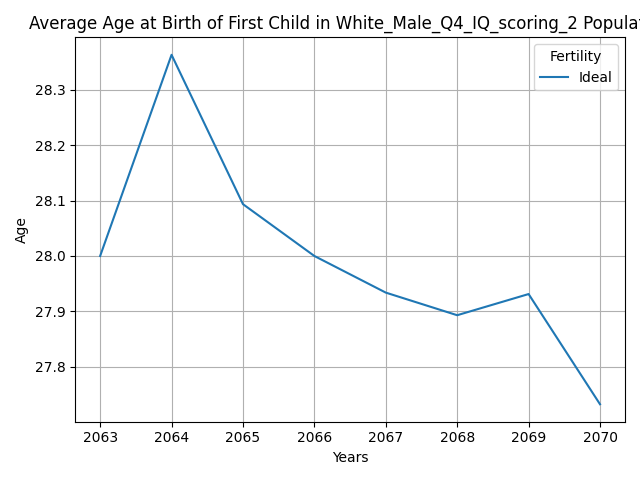 Average Age at Birth of First Child in White_Male_Q4_IQ_scoring_2 Populat
Fertility
Ideal
28.3
28.2
28.1
28.0
27.9
27.8
Age
2063 2064 2065 2066 2067 2068 2069 2070
Years